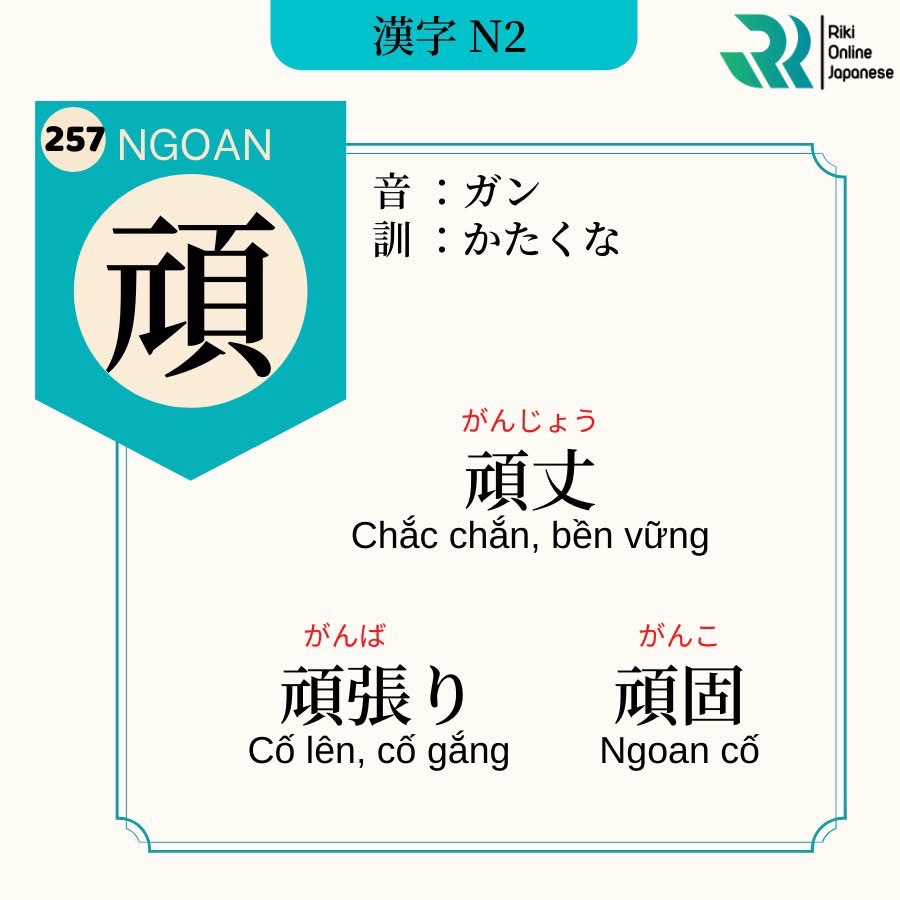 漢字 N2
Riki
Online
Japanese
257 NGOAN
頑
音 : ガン
訓 : かたくな
がんじょう
頑丈
Chắc chắn, bền vững
がんば
頑張り
Cố lên, cố gắng
がんこ
頑固
Ngoan cố